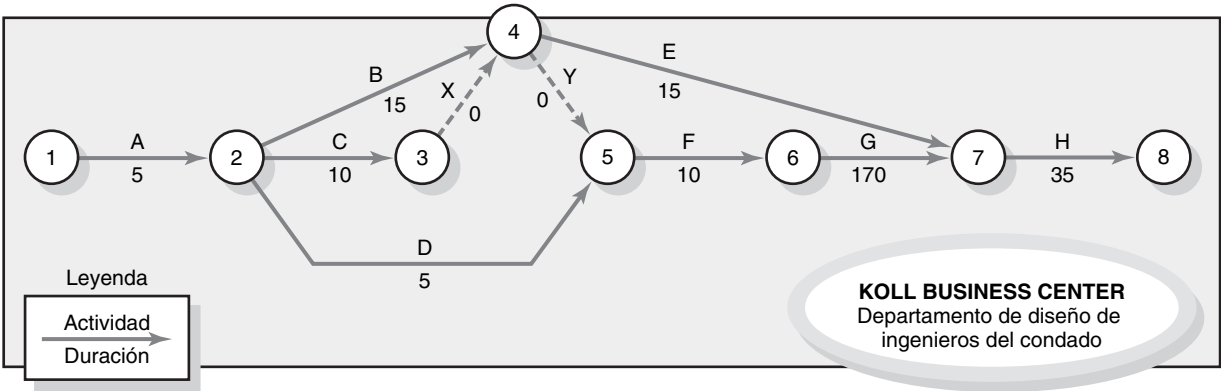 4
B
15
X
0
Y
0
E
15
1
A
5
2
C
10
3
5
F
10
6
G
170
7
H
35
8
D
5
Leyenda
Actividad
Duración
KOLL BUSINESS CENTER
Departamento de diseño de
ingenieros del condado